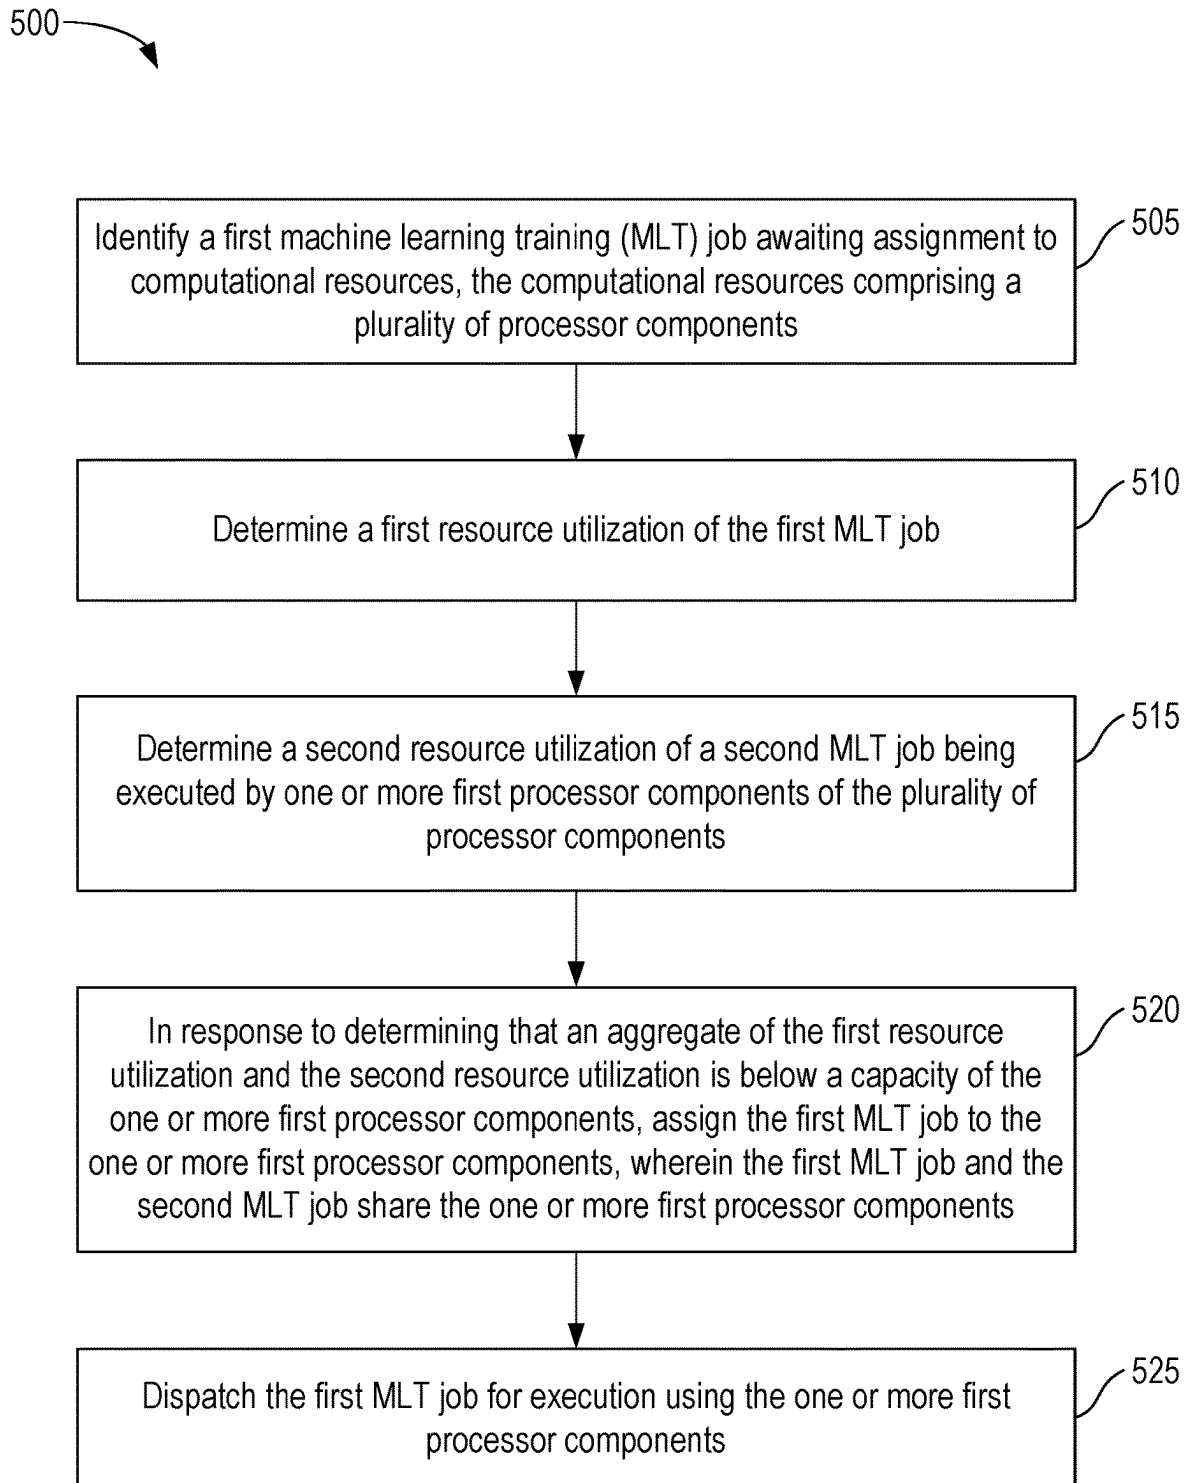 500
Identify a first machine learning training (MLT) job awaiting assignment to
computational resources, the computational resources comprising a
plurality of processor components
505
Determine a first resource utilization of the first MLT job
510
Determine a second resource utilization of a second MLT job being
executed by one or more first processor components of the plurality of
processor components
515
In response to determining that an aggregate of the first resource
utilization and the second resource utilization is below a capacity of the
one or more first processor components, assign the first MLT job to the
one or more first processor components, wherein the first MLT job and the
second MLT job share the one or more first processor components
520
Dispatch the first MLT job for execution using the one or more first
processor components
525